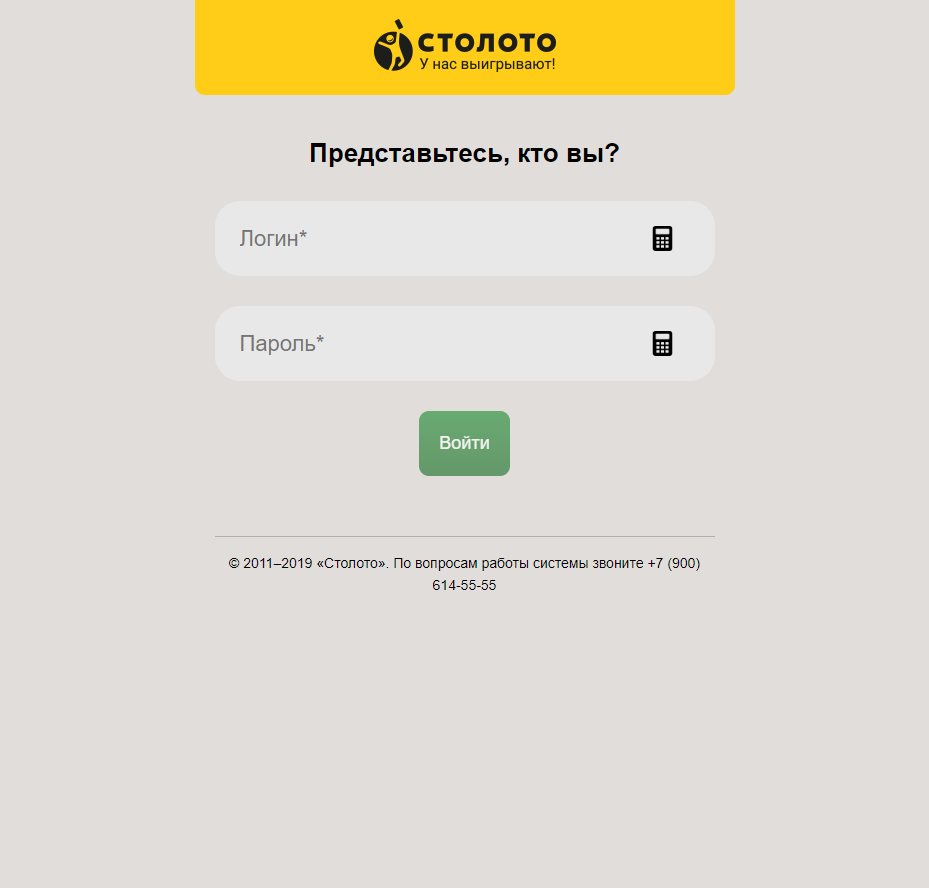 столото
У нас выигрывают!
Представьтесь, кто вы?
Логин*
Пароль*
Войти
© 2011–2019 «Столото». По вопросам работы системы звоните +7 (900)
614-55-55